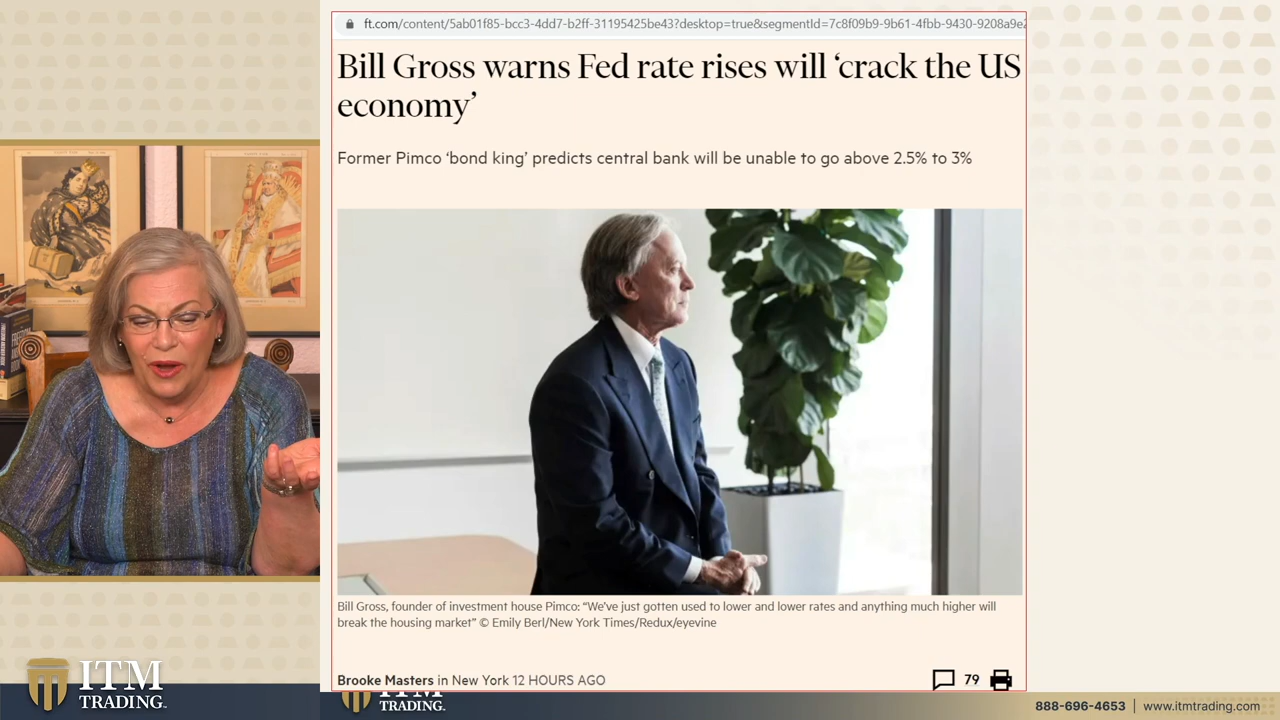 ft.com/content/5ab01f85-bcc3-4dd7-b2ff-31195425be43?desktop=true&segmentId=7c8f09b9-9b61-4fbb-9430-9208a9e
Bill Gross warns Fed rate rises will ‘crack the US
economy’
Former Pimco ‘bond king’ predicts central bank will be unable to go above 2.5% to 3%
Bill Gross, founder of investment house Pimco: “We’ve just gotten used to lower and lower rates and anything much higher will
break the housing market” © Emily Berl/New York Times/Redux/eyevine
Brooke Masters in New York 12 HOURS AGO
79
ITM
TRADING
TRADING
888-696-4653 | www.itmtrading.com